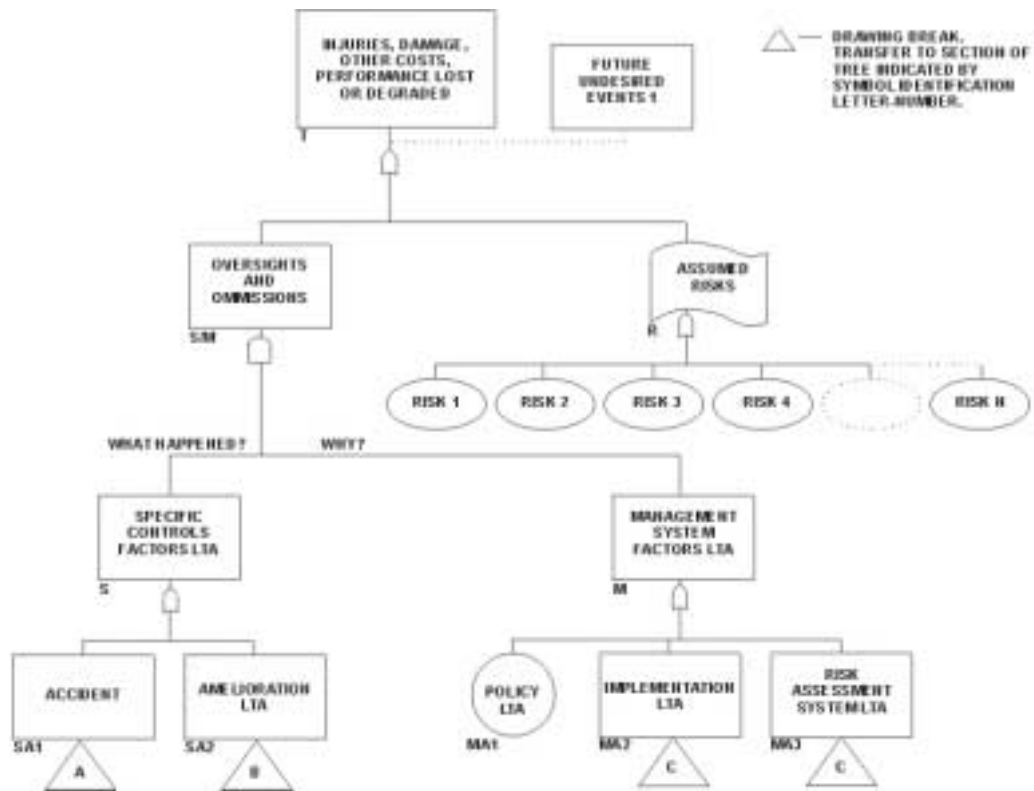 INJURIES, DAMAGE,
OTHER COSTS,
PERFORMANCE LOST
OR DEGRADED
T
FUTURE
UNDESIRED
EVENTS 1
DRAWING BREAK.
TRANSFER TO SECTION OF
TREE INDICATED BY
SYMBOL IDENTIFICATION
LETTER-NUMBER.
OVERSIGHTS
AND
OMMISSIONS
S/M
ASSUMED
RISKS
R
RISK 1
RISK 2
RISK 3
RISK 4
RISK N
WHAT HAPPENED?
WHY?
SPECIFIC
CONTROLS
FACTORS LTA
S
MANAGEMENT
SYSTEM
FACTORS LTA
M
ACCIDENT
SA1
A
AMELIORATION
LTA
SA2
B
POLICY
LTA
MA1
IMPLEMENTATION
LTA
MA2
C
RISK
ASSESSMENT
SYSTEM LTA
MA3
C